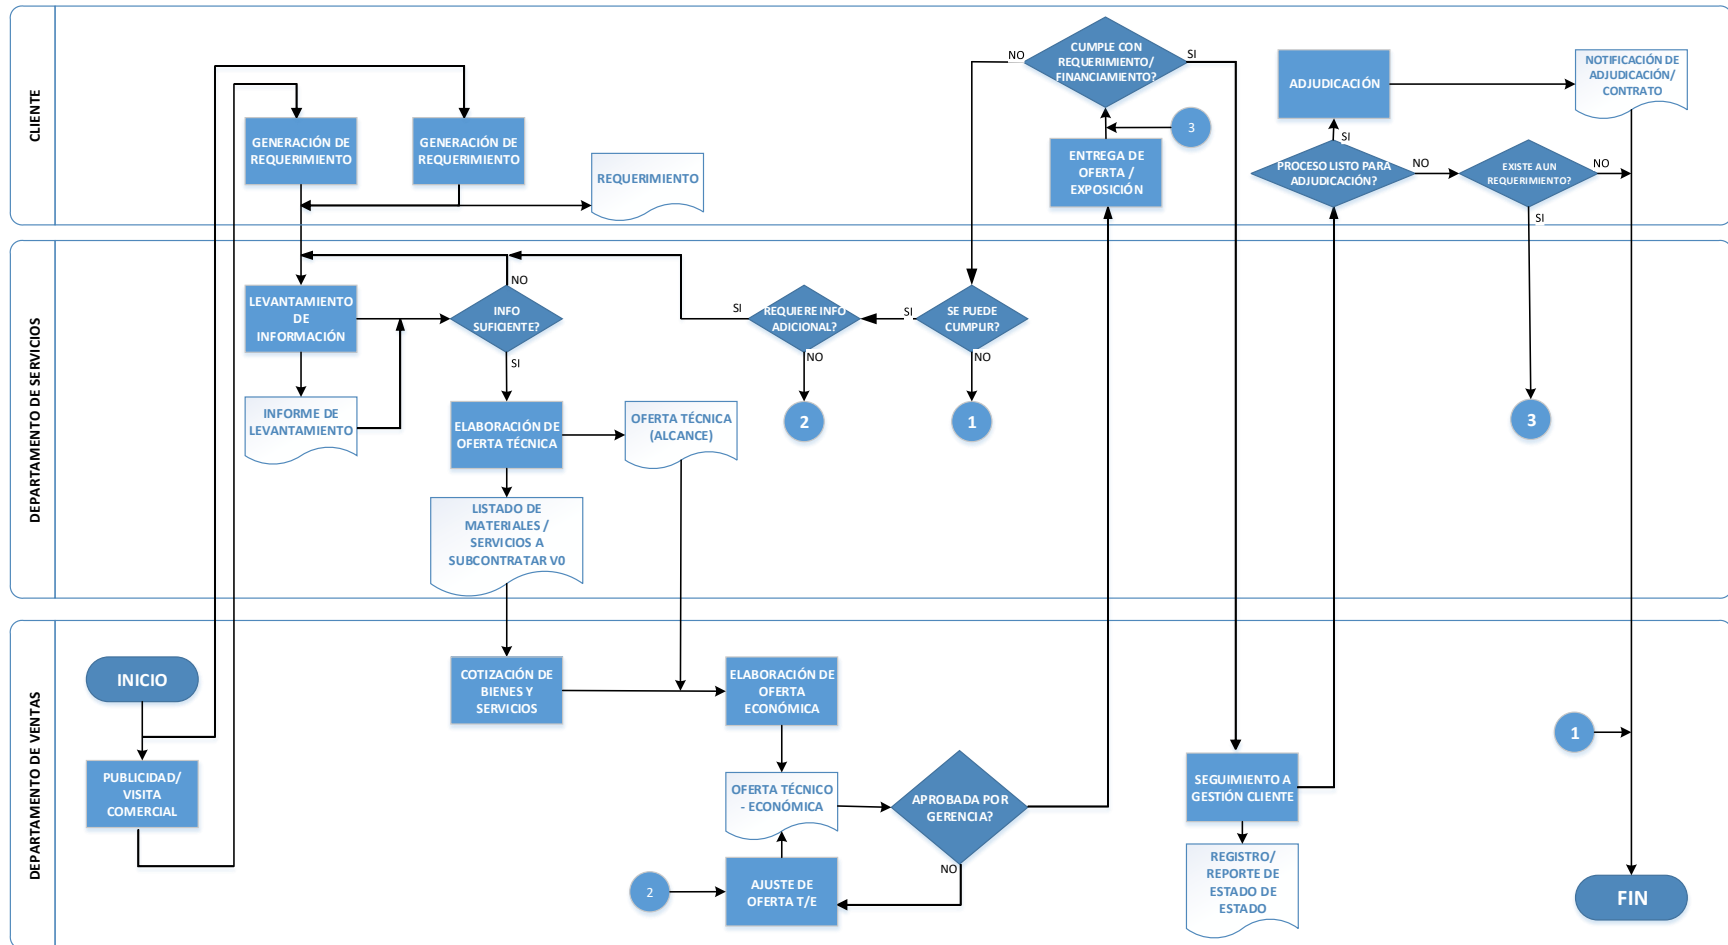 CLIENTE
GENERACIÓN DE
REQUERIMIENTO
GENERACIÓN DE
REQUERIMIENTO
REQUERIMIENTO
NO
CUMPLE CON
REQUERIMIENTO/
FINANCIAMIENTO?
SI
3
ENTREGA DE
OFERTA /
EXPOSICIÓN
ADJUDICACIÓN
NOTIFICACIÓN DE
ADJUDICACIÓN/
CONTRATO
SI
PROCESO LISTO PARA
ADJUDICACIÓN?
NO
EXISTE AUN
REQUERIMIENTO?
NO
SI
DEPARTAMENTO DE SERVICIOS
LEVANTAMIENTO
DE
INFORMACIÓN
INFORME DE
LEVANTAMIENTO
NO
INFO
SUFICIENTE?
SI
ELABORACIÓN DE
OFERTA TÉCNICA
OFERTA TÉCNICA
(ALCANCE)
LISTADO DE
MATERIALES /
SERVICIOS A
SUBCONTRATAR V0
SI
REQUIERE INFO
ADICIONAL?
NO
2
SI
SE PUEDE
CUMPLIR?
NO
1
3
DEPARTAMENTO DE VENTAS
INICIO
PUBLICIDAD/
VISITA
COMERCIAL
COTIZACIÓN DE
BIENES Y
SERVICIOS
ELABORACIÓN DE
OFERTA
ECONÓMICA
OFERTA TÉCNICO
- ECONÓMICA
APROBADA POR
GERENCIA?
NO
2
AJUSTE DE
OFERTA T/E
SEGUIMIENTO A
GESTIÓN CLIENTE
REGISTRO/
REPORTE DE
ESTADO DE
ESTADO
1
FIN